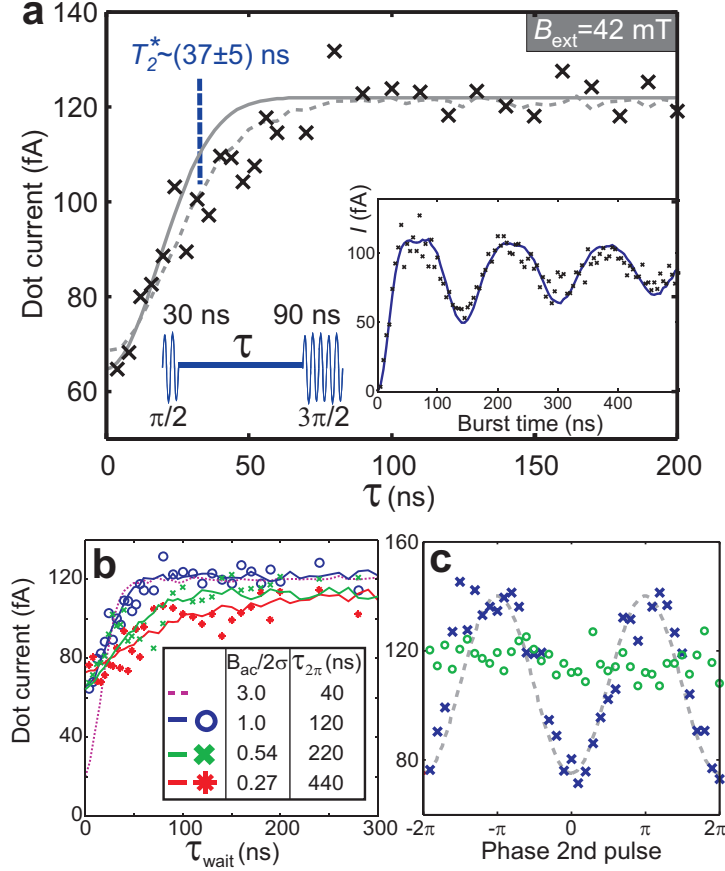 a
B_ext=42 mT
T_2^*~(37±5) ns
Dot current (fA)
140
120
100
80
60
30 ns
τ
90 ns
π/2
3π/2
0
50
100
150
200
τ (ns)
I (fA)
100
50
0
0
100
200
300
400
Burst time (ns)
b
Dot current (fA)
120
80
60
40
0
B_ac/2σ τ_2π (ns)
3.0 40
1.0 120
0.54 220
0.27 440
0
100
200
300
τ_wait (ns)
c
160
120
80
-2π
-π
0
π
2π
Phase 2nd pulse